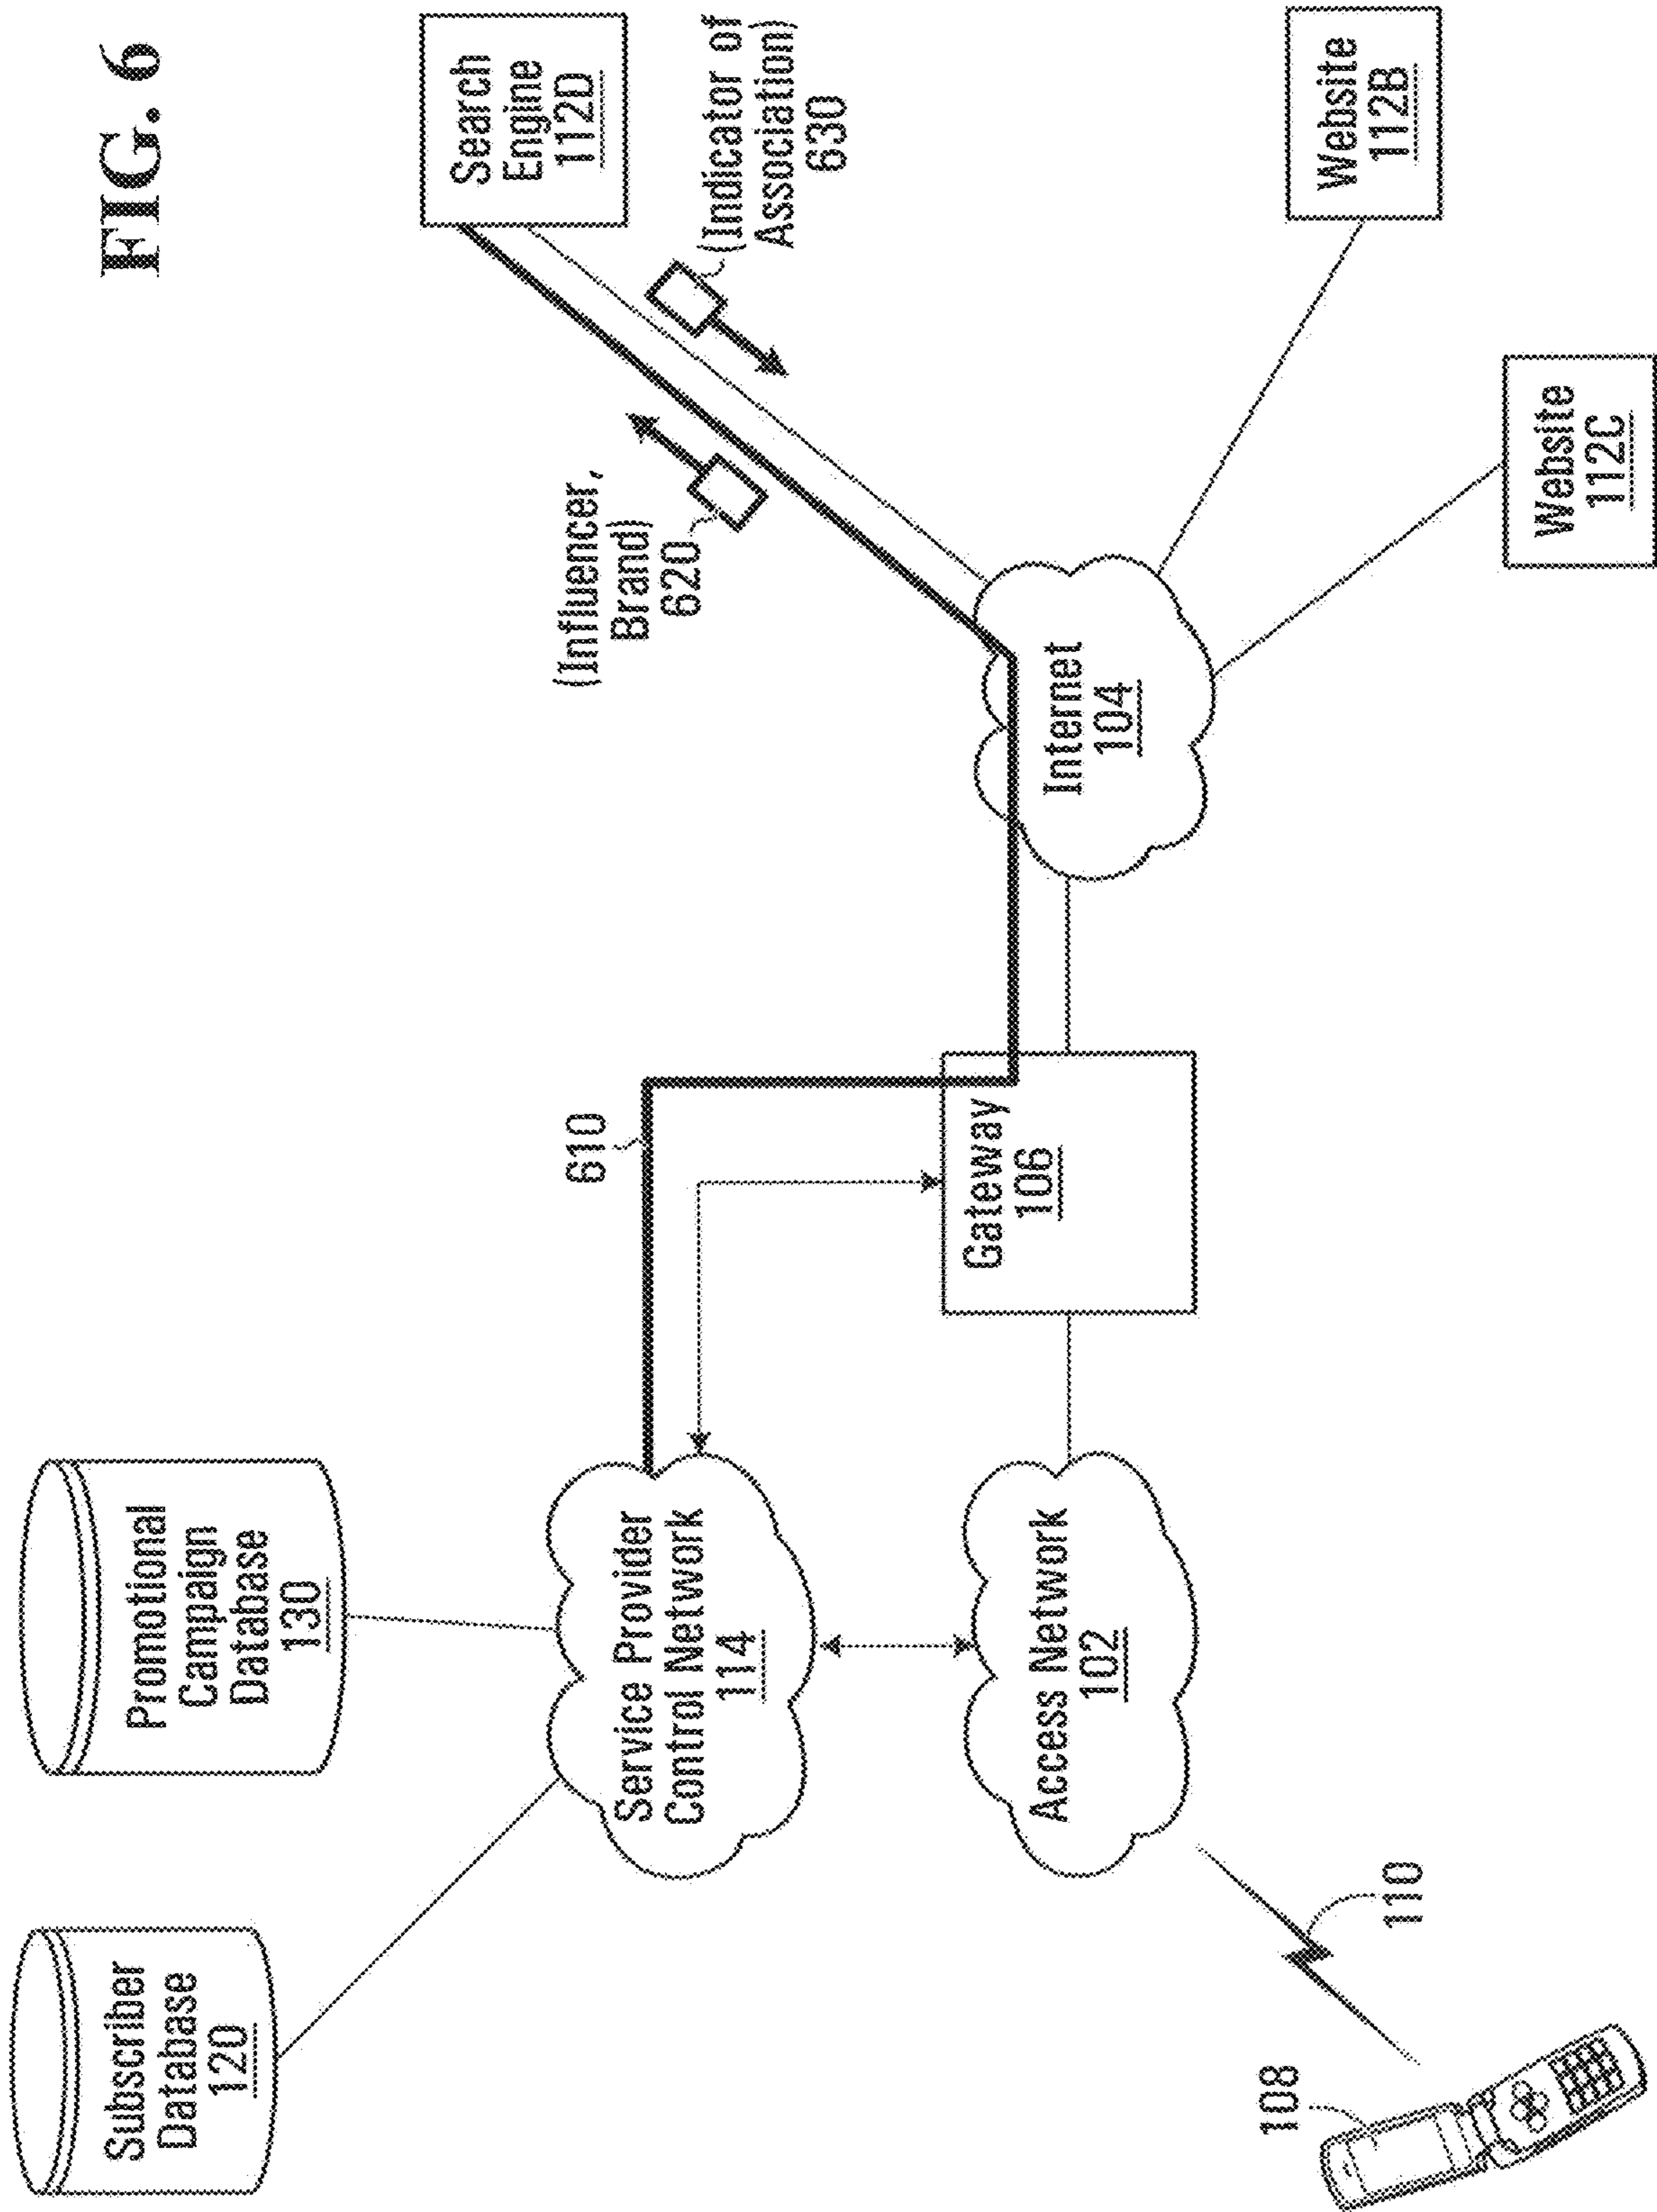 FIG. 6
Subscriber
Database
120
Promotional
Campaign
Database
130
Search
Engine
112D
(Indicator of
Association)
630
(Influencer,
Brand)
620
610
Service Provider
Control Network
114
Gateway
106
Internet
104
Access Network
102
Website
112B
Website
112C
108
110